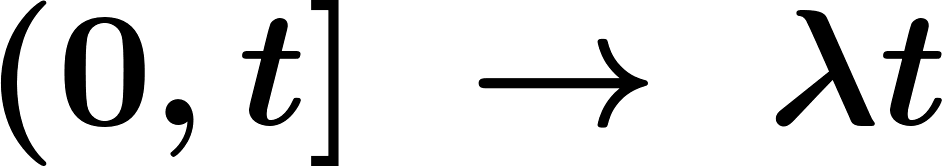 (0, t] → λt